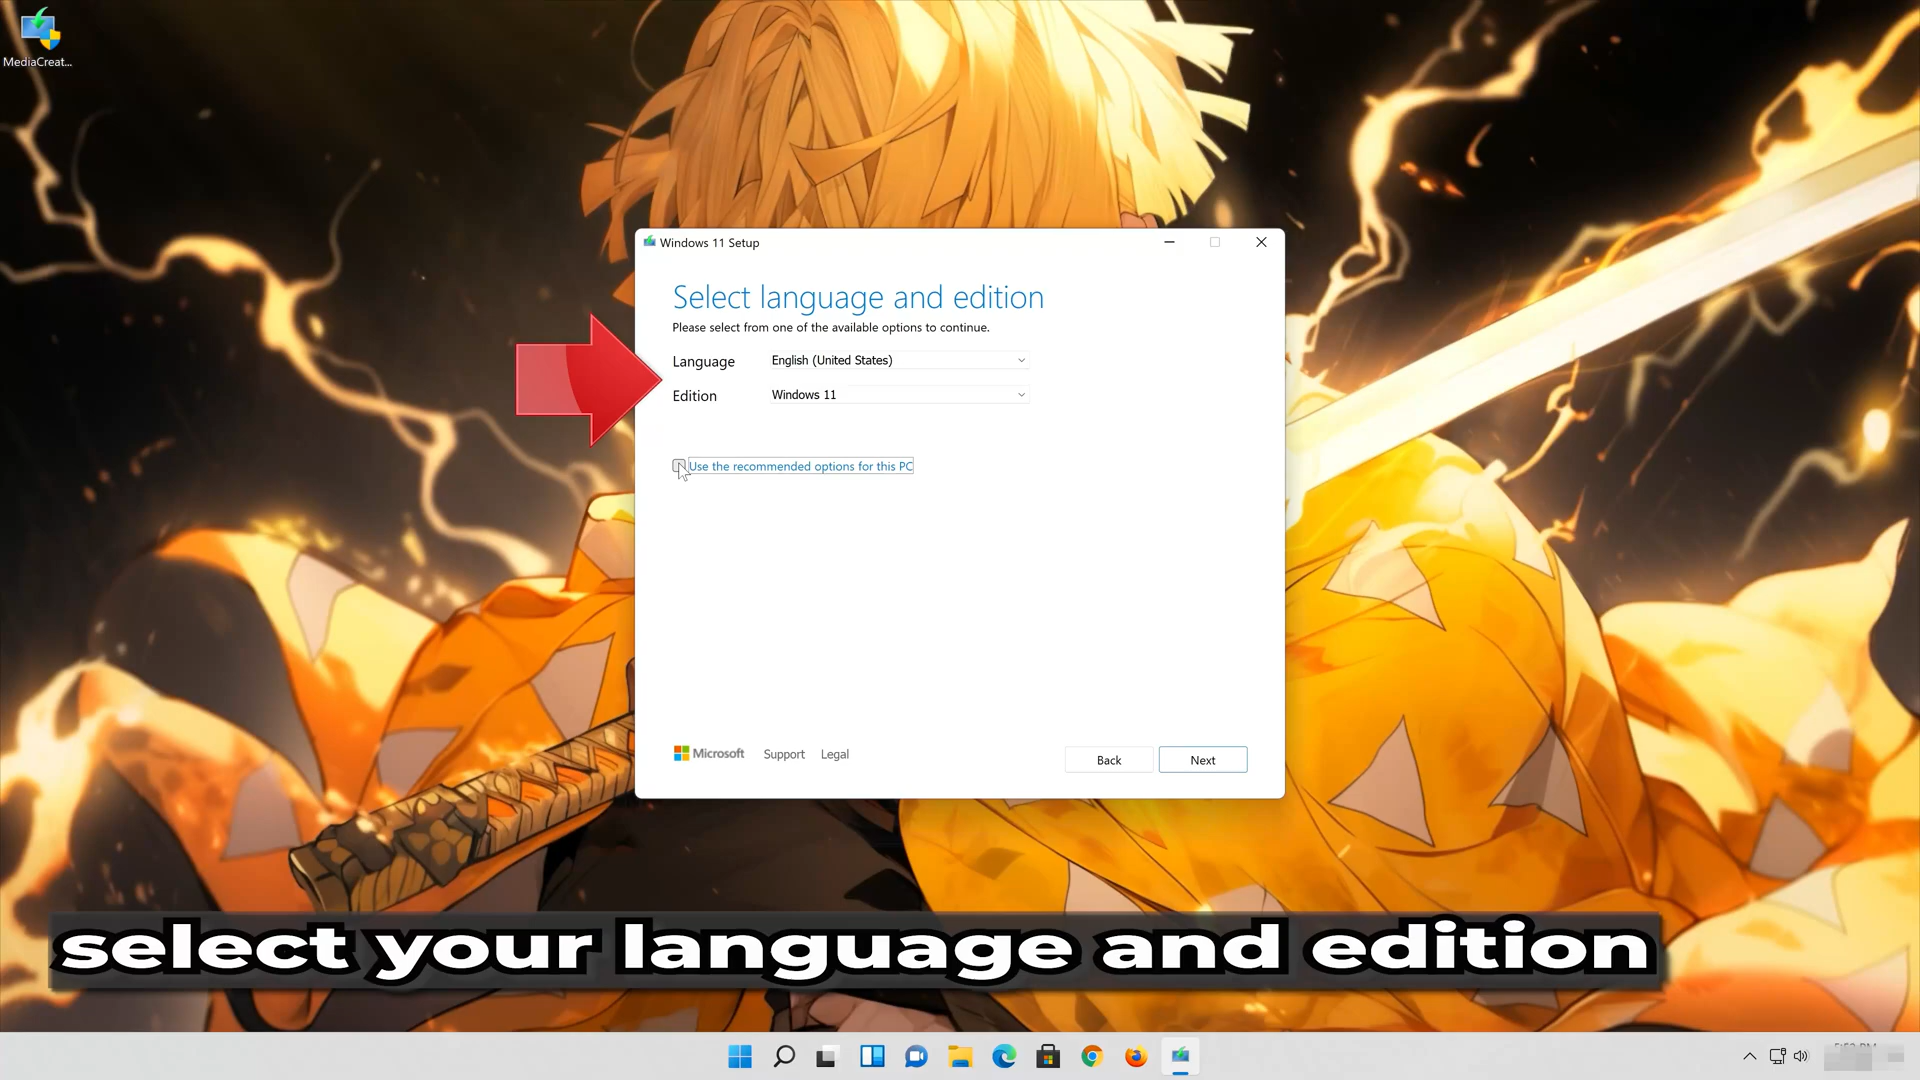 MediaCreat...
Windows 11 Setup
Select language and edition
Please select from one of the available options to continue.
Language English (United States)
Edition Windows 11
Use the recommended options for this PC
Microsoft Support Legal Back Next
select your language and edition